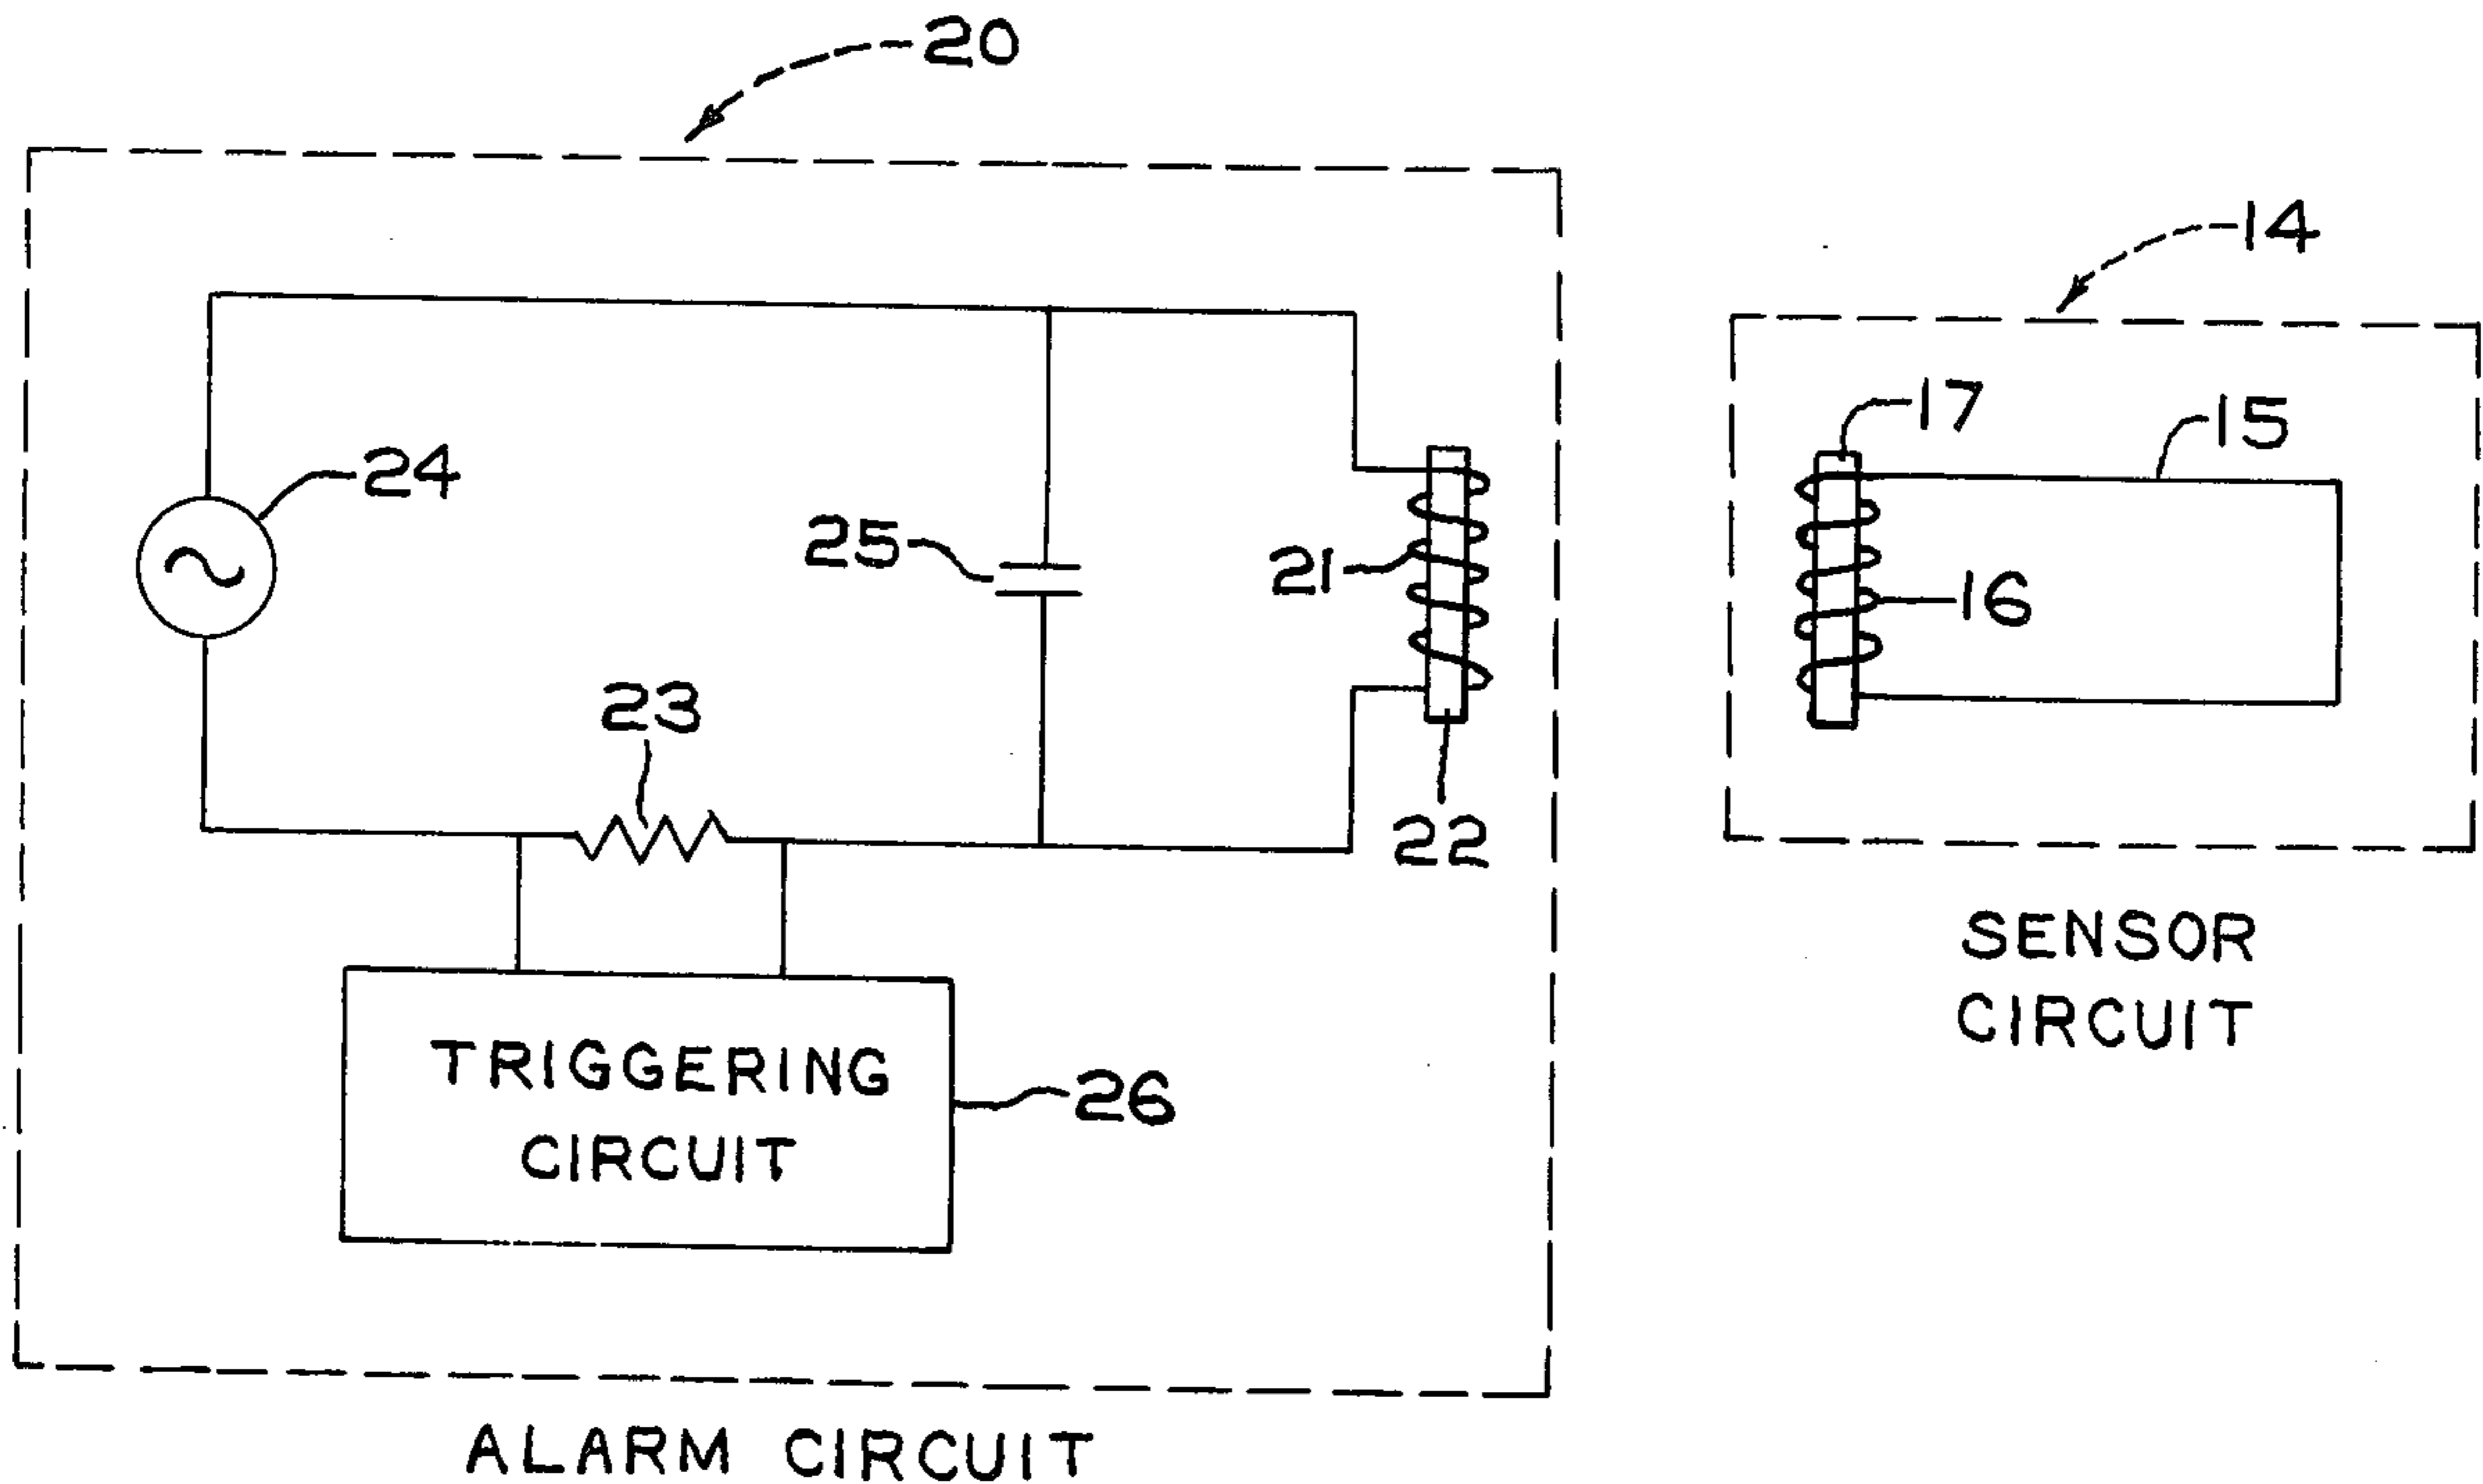 20
14
17
15
24
25
21
16
23
22
SENSOR
CIRCUIT
TRIGGERING
CIRCUIT
26
ALARM CIRCUIT